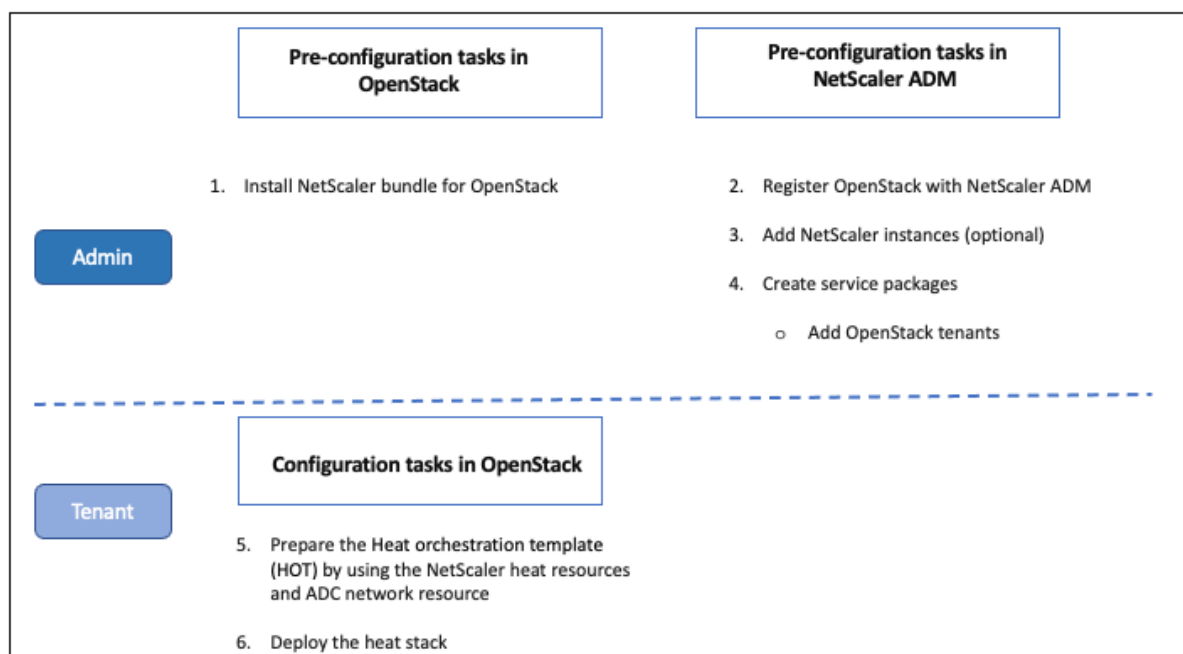 Pre-configuration tasks in
OpenStack
Pre-configuration tasks in
NetScaler ADM
1. Install NetScaler bundle for OpenStack
2. Register OpenStack with NetScaler ADM
3. Add NetScaler instances (optional)
4. Create service packages
o Add OpenStack tenants
Admin
Configuration tasks in OpenStack
Tenant
5. Prepare the Heat orchestration template
(HOT) by using the NetScaler heat resources
and ADC network resource
6. Deploy the heat stack